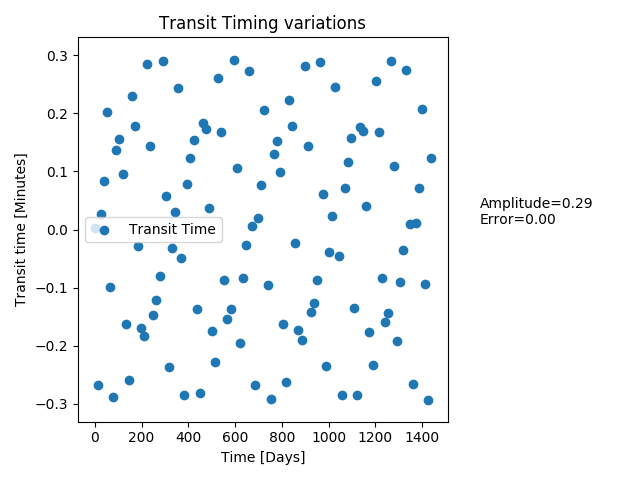 Transit Timing variations
0.3
0.2
0.1
0.0
−0.1
−0.2
−0.3
Transit time [Minutes]
Transit Time
Amplitude=0.29
Error=0.00
0 200 400 600 800 1000 1200 1400
Time [Days]